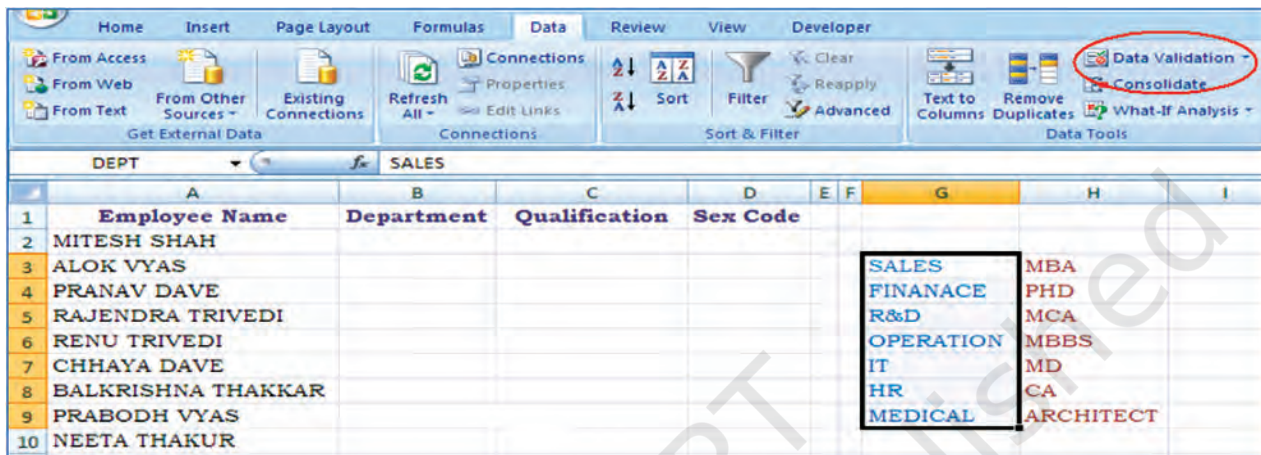 Home Insert Page Layout Formulas Data Review View Developer
From Access
From Web
From Text
From Other Sources
Existing Connections
Get External Data
Refresh All
Connections
Properties
Edit Links
Connections
Sort
Filter
Clear
Reapply
Advanced
Sort & Filter
Text to Columns
Remove Duplicates
Data Validation
Consolidate
What-If Analysis
Data Tools
DEPT fx SALES
A B C D E F G H I
1 Employee Name Department Qualification Sex Code
2 MITESH SHAH
3 ALOK VYAS SALES MBA
4 PRANAV DAVE FINANACE PHD
5 RAJENDRA TRIVEDI R&D MCA
6 RENU TRIVEDI OPERATION MBBS
7 CHHAYA DAVE IT MD
8 BALKRISHNA THAKKAR HR CA
9 PRABODH VYAS MEDICAL ARCHITECT
10 NEETA THAKUR